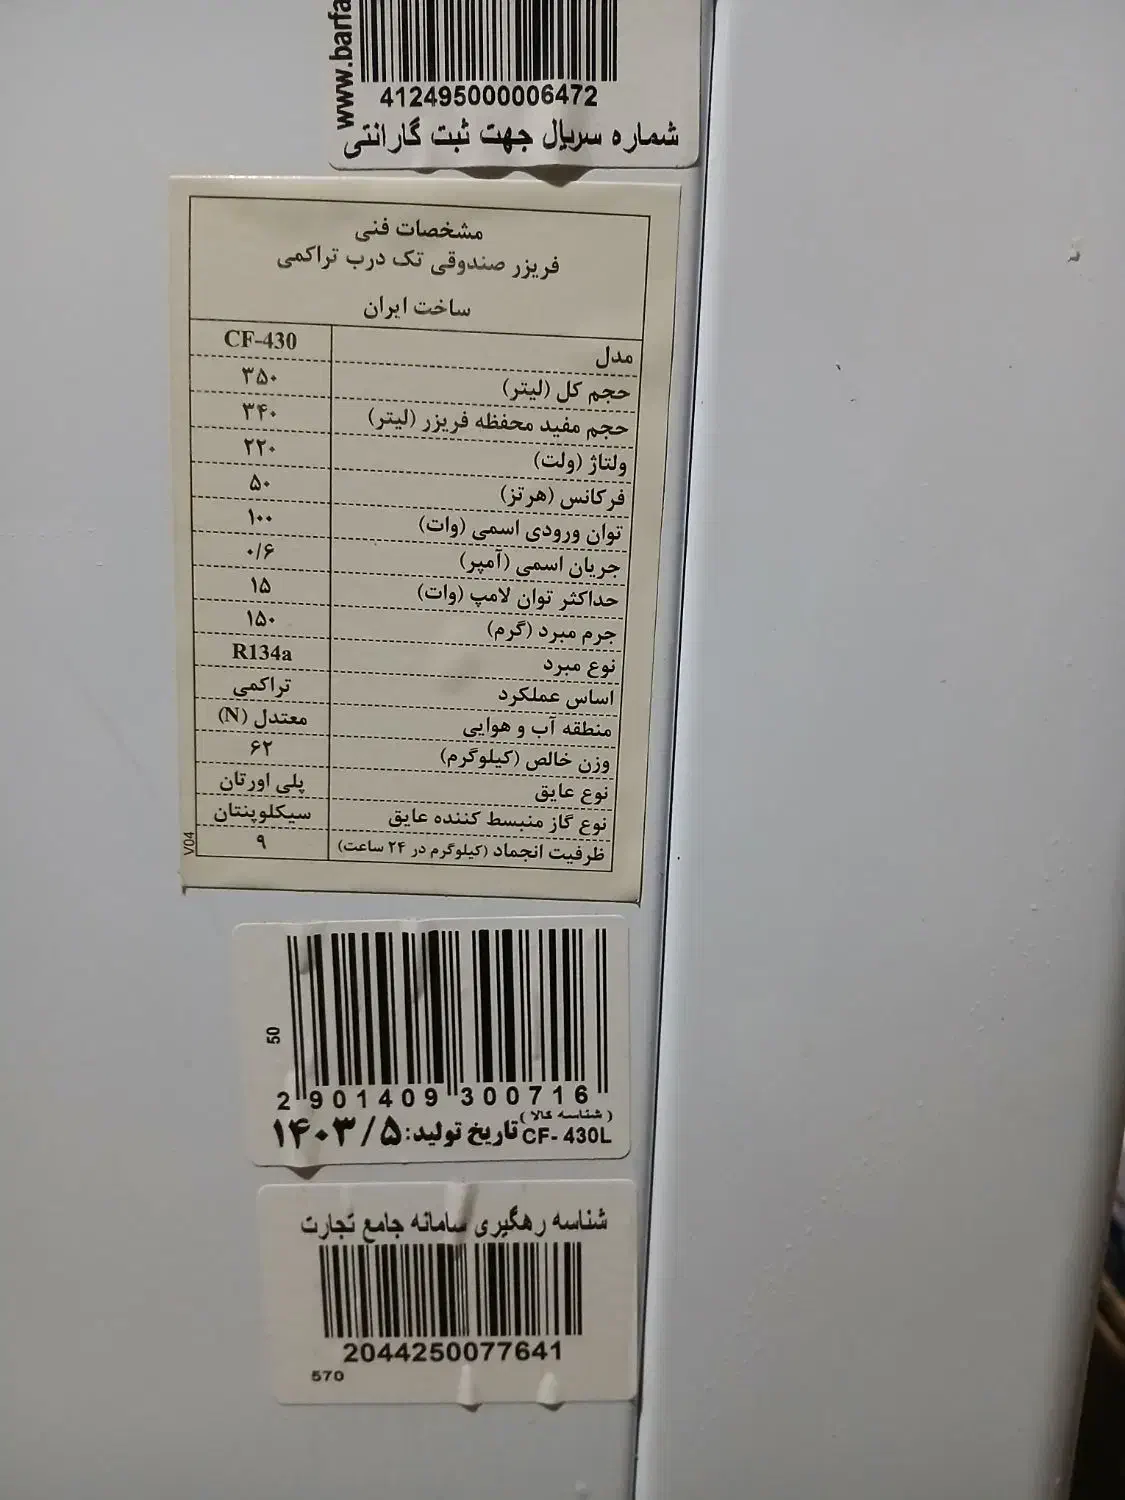 www.barfa
412495000006472
شماره سریال جهت ثبت گارانتی
مشخصات فنی
فریزر صندوقی تک درب تراکمی
ساخت ایران
مدل CF-430
حجم کل (لیتر) ۳۵۰
حجم مفید محفظه فریزر (لیتر) ۳۴۰
ولتاژ (ولت) ۲۲۰
فرکانس (هرتز) ۵۰
توان ورودی اسمی (وات) ۱۰۰
جریان اسمی (آمپر) ۰/۶
حداکثر توان لامپ (وات) ۱۵
جرم مبرد (گرم) ۱۵۰
نوع مبرد R134a
اساس عملکرد تراکمی
منطقه آب و هوایی معتدل (N)
وزن خالص (کیلوگرم) ۶۲
نوع عایق پلی اورتان
نوع گاز منبسط کننده عایق سیکلوپنتان
ظرفیت انجماد (کیلوگرم در ۲۴ ساعت) ۹
V04
50
2 901409 300716
(شناسه کالا)
CF- 430L تاریخ تولید: ۱۴۰۳/۵
شناسه رهگیری سامانه جامع تجارت
2044250077641
570